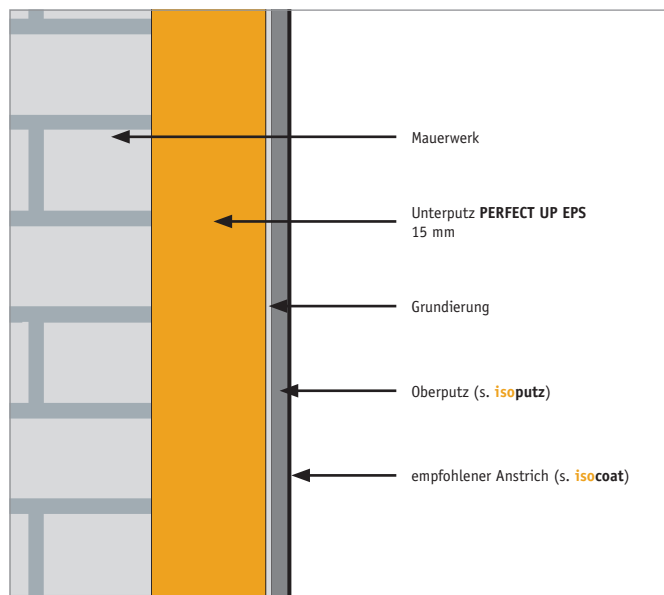 Mauerwerk
Unterputz PERFECT UP EPS
15 mm
Grundierung
Oberputz (s. isoputz)
empfohlener Anstrich (s. isocoat)